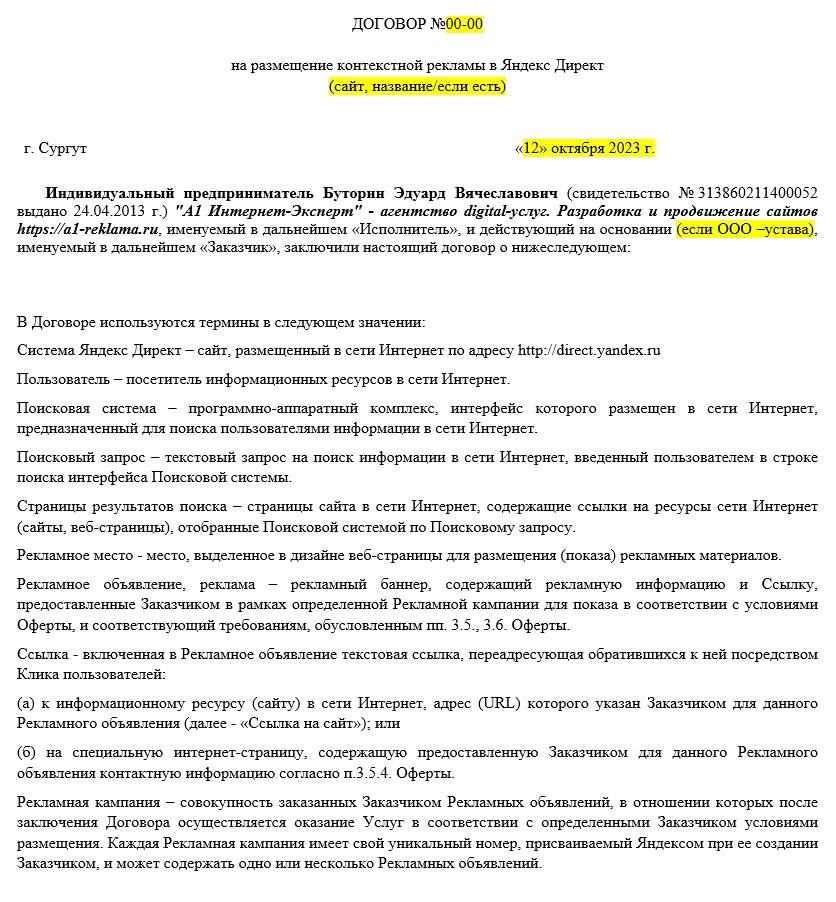 ДОГОВОР №00-00
на размещение контекстной рекламы в Яндекс Директ
(сайт, название/если есть)
г. Сургут «12» октября 2023 г.
Индивидуальный предприниматель Буторин Эдуард Вячеславович (свидетельство № 313860211400052
выдано 24.04.2013 г.) "А1 Интернет-Эксперт" - агентство digital-услуг. Разработка и продвижение сайтов
https://a1-reklama.ru, именуемый в дальнейшем «Исполнитель», и действующий на основании (если ООО –устава),
именуемый в дальнейшем «Заказчик», заключили настоящий договор о нижеследующем:
В Договоре используются термины в следующем значении:
Система Яндекс Директ – сайт, размещенный в сети Интернет по адресу http://direct.yandex.ru
Пользователь – посетитель информационных ресурсов в сети Интернет.
Поисковая система – программно-аппаратный комплекс, интерфейс которого размещен в сети Интернет,
предназначенный для поиска пользователями информации в сети Интернет.
Поисковый запрос – текстовый запрос на поиск информации в сети Интернет, введенный пользователем в строке
поиска интерфейса Поисковой системы.
Страницы результатов поиска – страницы сайта в сети Интернет, содержащие ссылки на ресурсы сети Интернет
(сайты, веб-страницы), отобранные Поисковой системой по Поисковому запросу.
Рекламное место - место, выделенное в дизайне веб-страницы для размещения (показа) рекламных материалов.
Рекламное объявление, реклама – рекламный баннер, содержащий рекламную информацию и Ссылку,
предоставленные Заказчиком в рамках определенной Рекламной кампании для показа в соответствии с условиями
Оферты, и соответствующий требованиям, обусловленным пп. 3.5., 3.6. Оферты.
Ссылка - включенная в Рекламное объявление текстовая ссылка, переадресующая обратившихся к ней посредством
Клика пользователей:
(а) к информационному ресурсу (сайту) в сети Интернет, адрес (URL) которого указан Заказчиком для данного
Рекламного объявления (далее - «Ссылка на сайт»); или
(б) на специальную интернет-страницу, содержащую предоставленную Заказчиком для данного Рекламного
объявления контактную информацию согласно п.3.5.4. Оферты.
Рекламная кампания – совокупность заказанных Заказчиком Рекламных объявлений, в отношении которых после
заключения Договора осуществляется оказание Услуг в соответствии с определенными Заказчиком условиями
размещения. Каждая Рекламная кампания имеет свой уникальный номер, присваиваемый Яндексом при ее создании
Заказчиком, и может содержать одно или несколько Рекламных объявлений.